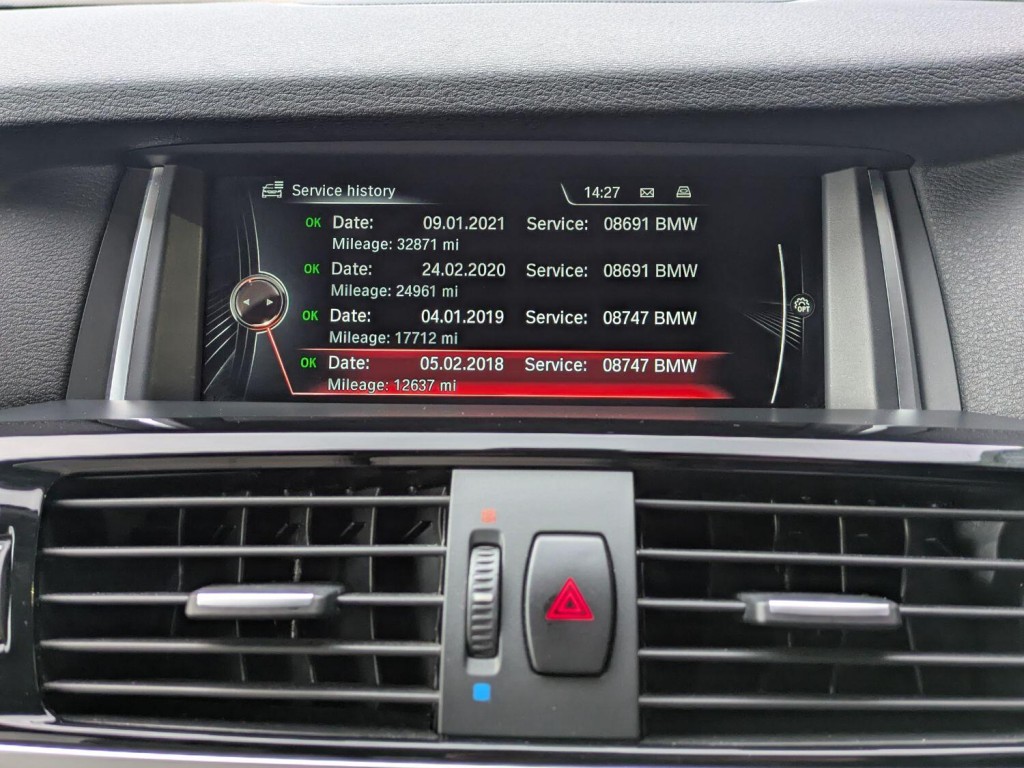 Service history
14:27
OK Date: 09.01.2021 Service: 08691 BMW
Mileage: 32871 mi
OK Date: 24.02.2020 Service: 08691 BMW
Mileage: 24961 mi
OK Date: 04.01.2019 Service: 08747 BMW
Mileage: 17712 mi
OK Date: 05.02.2018 Service: 08747 BMW
Mileage: 12637 mi
OPT